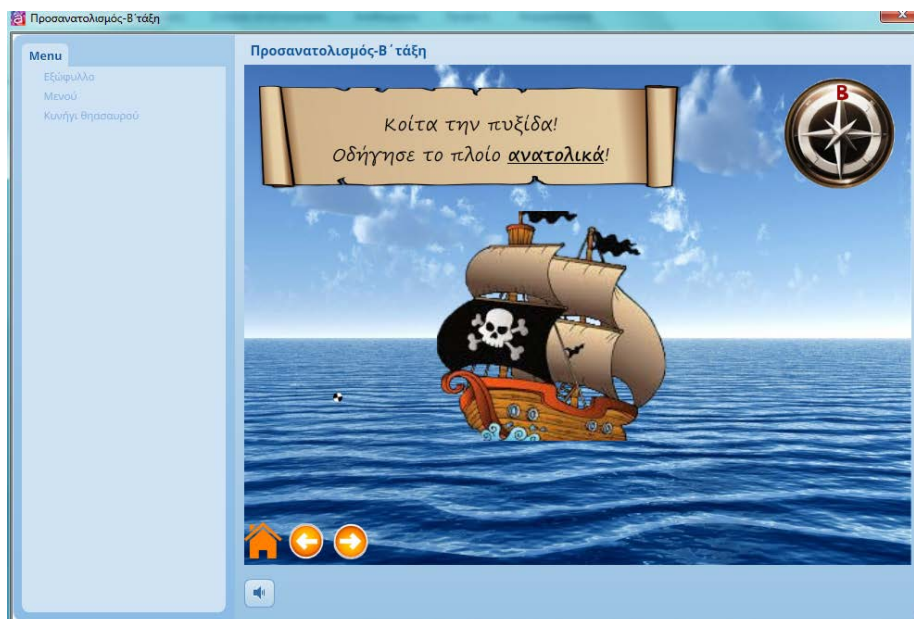 Προσανατολισμός-Β΄τάξη
Menu
Εξώφυλλο
Μενού
Κυνήγι θησαυρού
Προσανατολισμός-Β΄τάξη
Κοίτα την πυξίδα!
Οδήγησε το πλοίο ανατολικά!
Β